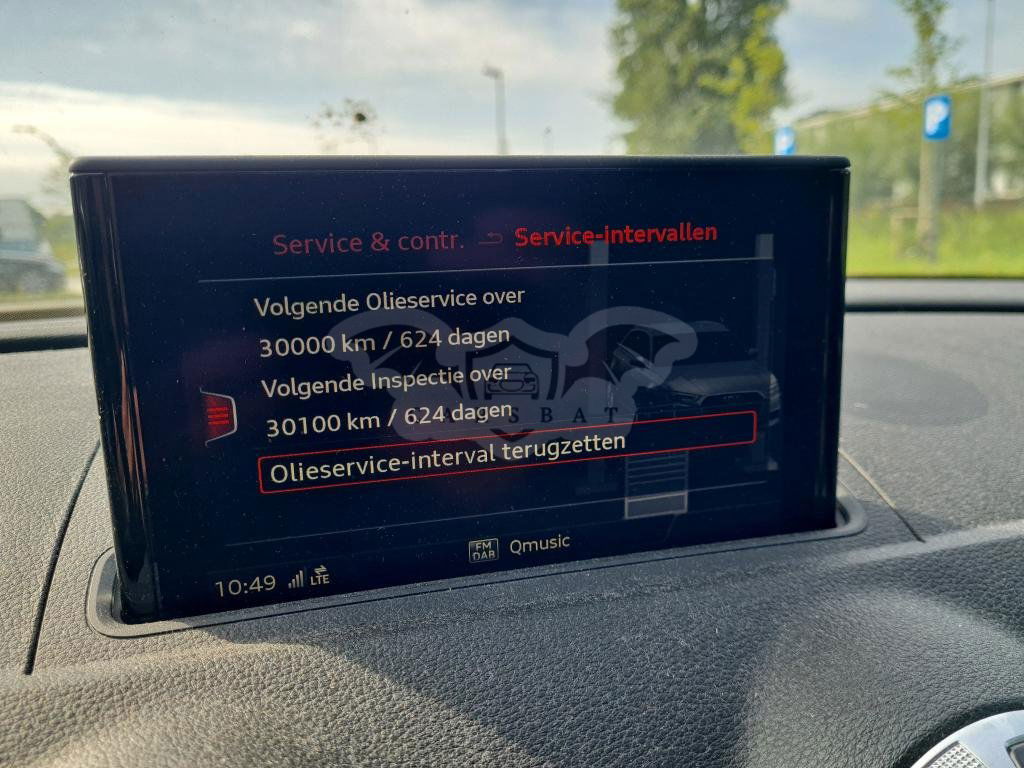 Service & contr. Service-intervallen
Volgende Olieservice over
30000 km / 624 dagen
Volgende Inspectie over
30100 km / 624 dagen
Olieservice-interval terugzetten
FM DAB Qmusic
10:49 LTE
P
P